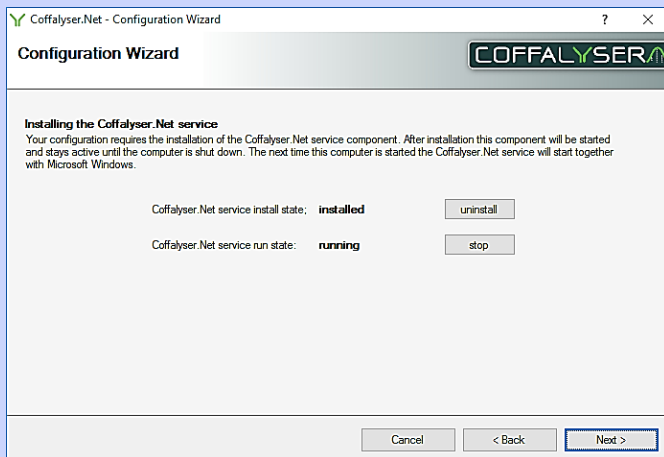 Coffalyser.Net - Configuration Wizard
?
Configuration Wizard
COFFALYSER
Installing the Coffalyser.Net service
Your configuration requires the installation of the Coffalyser.Net service component. After installation this component will be started
and stays active until the computer is shut down. The next time this computer is started the Coffalyser.Net service will start together
with Microsoft Windows.
Coffalyser.Net service install state; installed uninstall
Coffalyser.Net service run state: running stop
Cancel < Back Next >